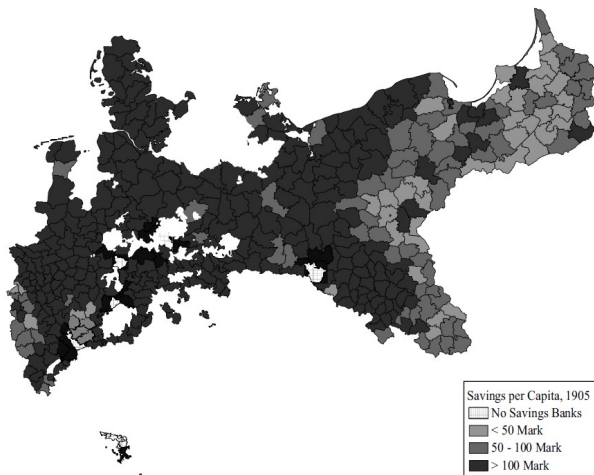 Savings per Capita, 1905
No Savings Banks
< 50 Mark
50 - 100 Mark
> 100 Mark